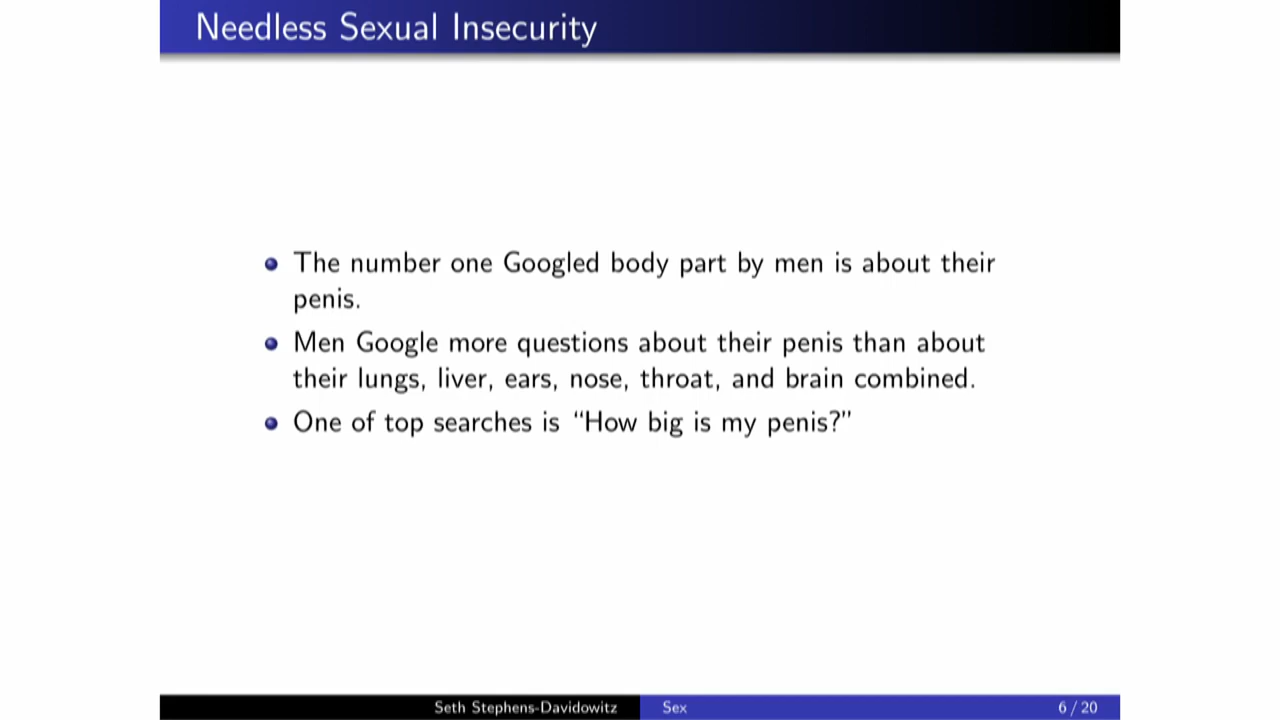 Needless Sexual Insecurity
The number one Googled body part by men is about their
penis.
Men Google more questions about their penis than about
their lungs, liver, ears, nose, throat, and brain combined.
One of top searches is “How big is my penis?”
Seth Stephens-Davidowitz
Sex
6 / 20